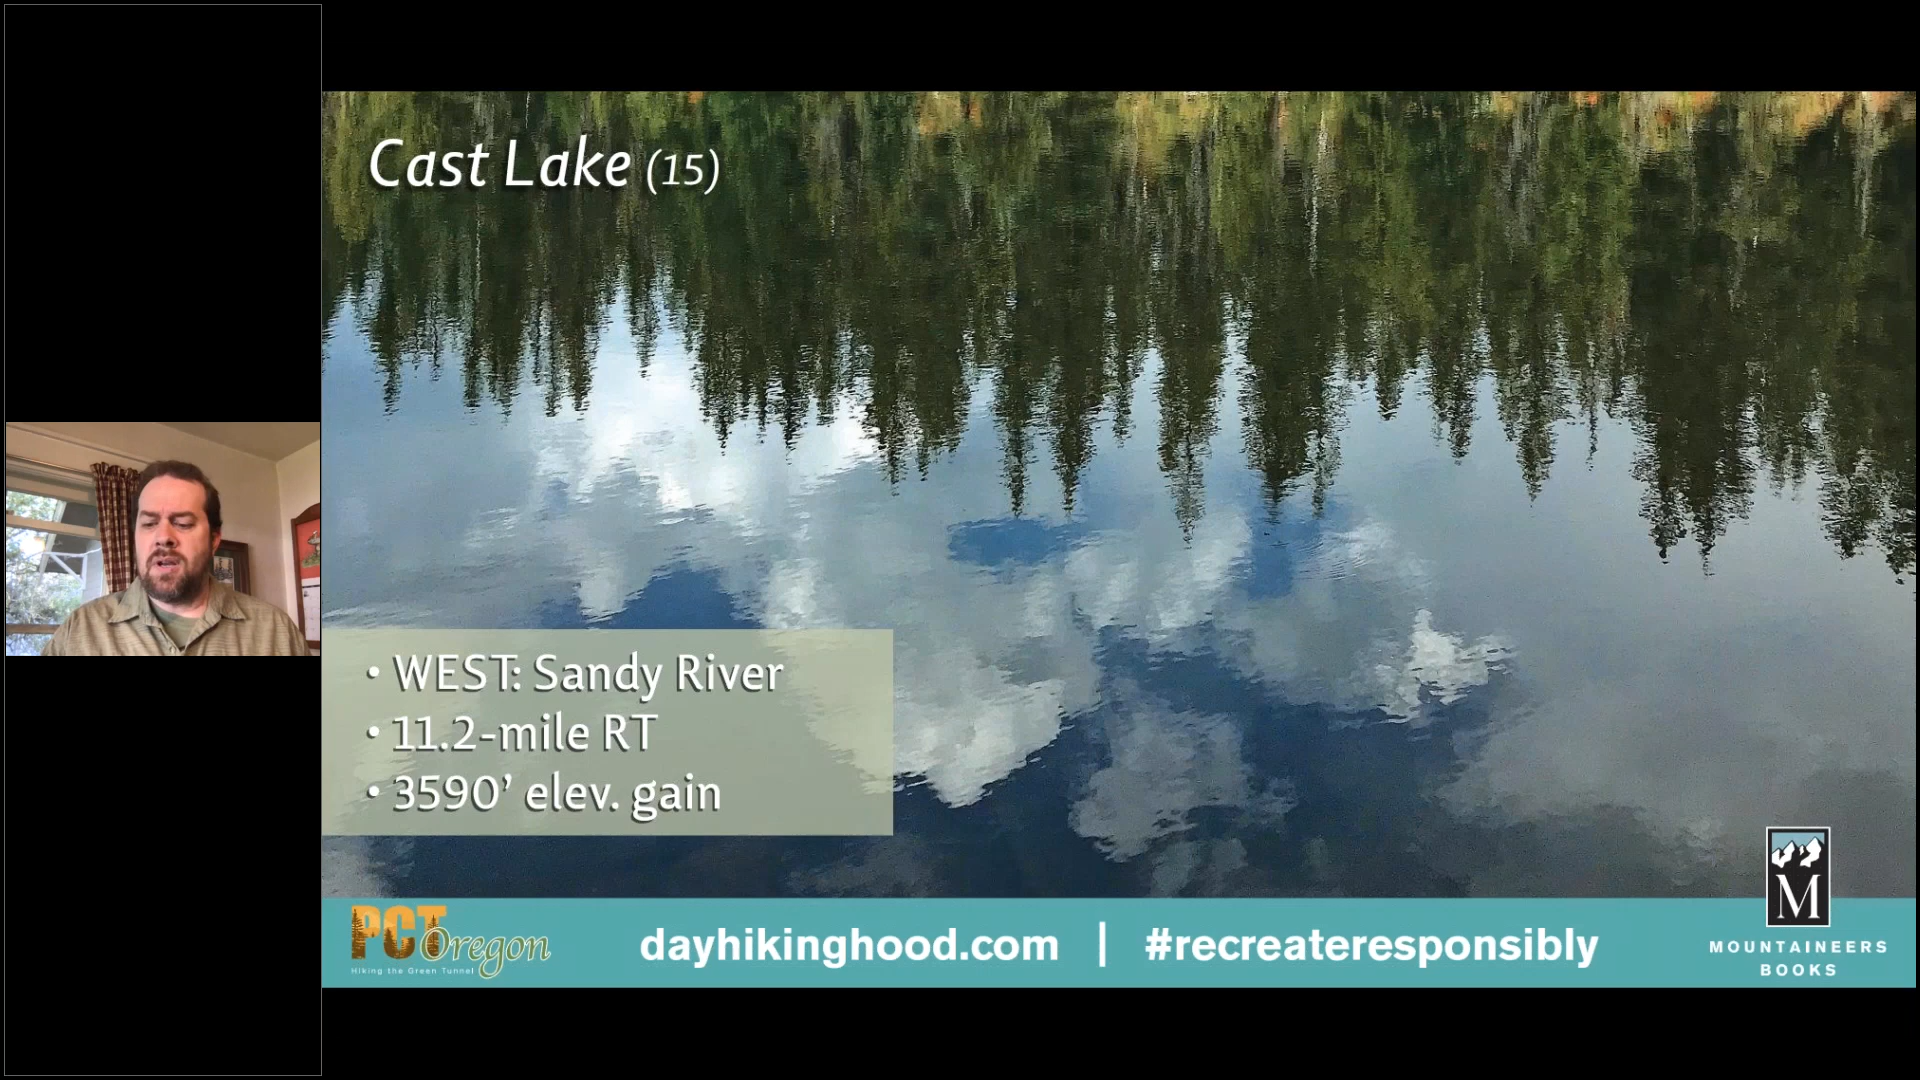 Cast Lake (15)
• WEST: Sandy River
• 11.2-mile RT
• 3590’ elev. gain
PCT Oregon
Hiking the Green Tunnel
dayhikinghood.com | #recreateresponsibly
M
MOUNTAINEERS
BOOKS